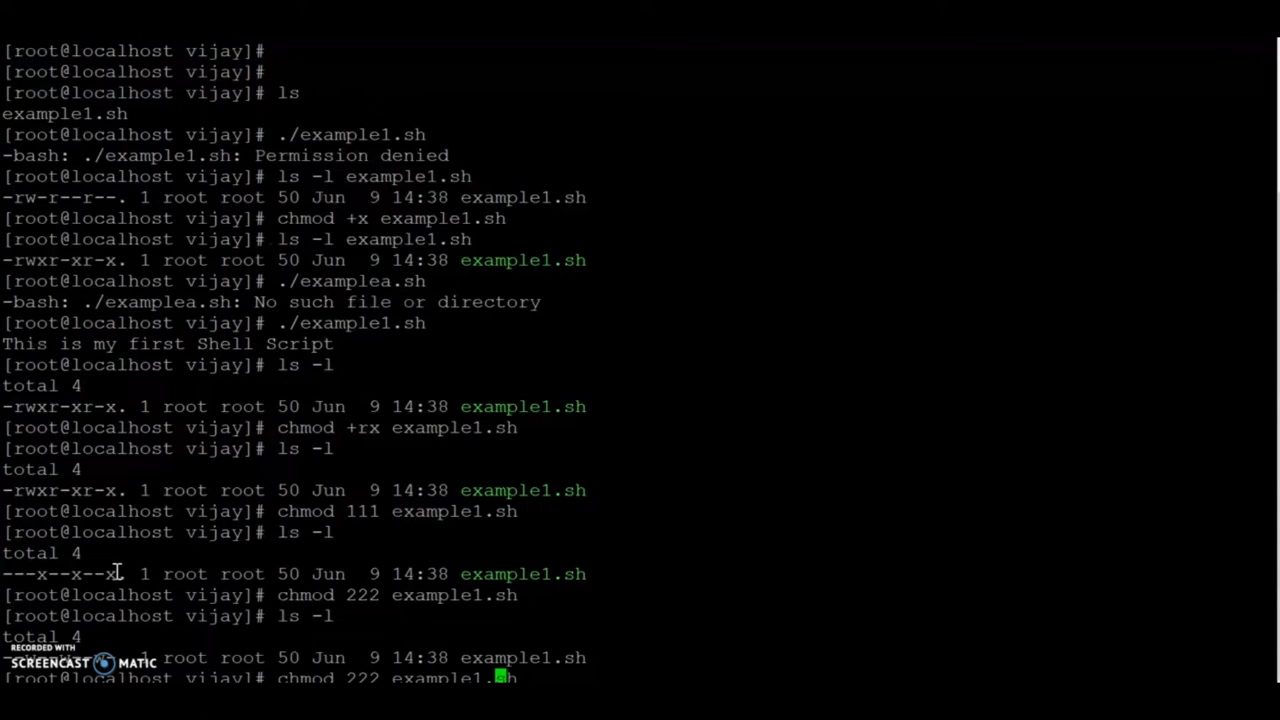 [root@localhost vijay]#
[root@localhost vijay]#
[root@localhost vijay]# ls
example1.sh
[root@localhost vijay]# ./example1.sh
-bash: ./example1.sh: Permission denied
[root@localhost vijay]# ls -l example1.sh
-rw-r--r--. 1 root root 50 Jun  9 14:38 example1.sh
[root@localhost vijay]# chmod +x example1.sh
[root@localhost vijay]# ls -l example1.sh
-rwxr-xr-x. 1 root root 50 Jun  9 14:38 example1.sh
[root@localhost vijay]# ./examplea.sh
-bash: ./examplea.sh: No such file or directory
[root@localhost vijay]# ./example1.sh
This is my first Shell Script
[root@localhost vijay]# ls -l
total 4
-rwxr-xr-x. 1 root root 50 Jun  9 14:38 example1.sh
[root@localhost vijay]# chmod +rx example1.sh
[root@localhost vijay]# ls -l
total 4
-rwxr-xr-x. 1 root root 50 Jun  9 14:38 example1.sh
[root@localhost vijay]# chmod 111 example1.sh
[root@localhost vijay]# ls -l
total 4
---x--x--x. 1 root root 50 Jun  9 14:38 example1.sh
[root@localhost vijay]# chmod 222 example1.sh
[root@localhost vijay]# ls -l
total 4
RECORDED WITH
SCREENCAST MATIC
1 root root 50 Jun  9 14:38 example1.sh
[root@localhost vijay]# chmod 222 example1.sh